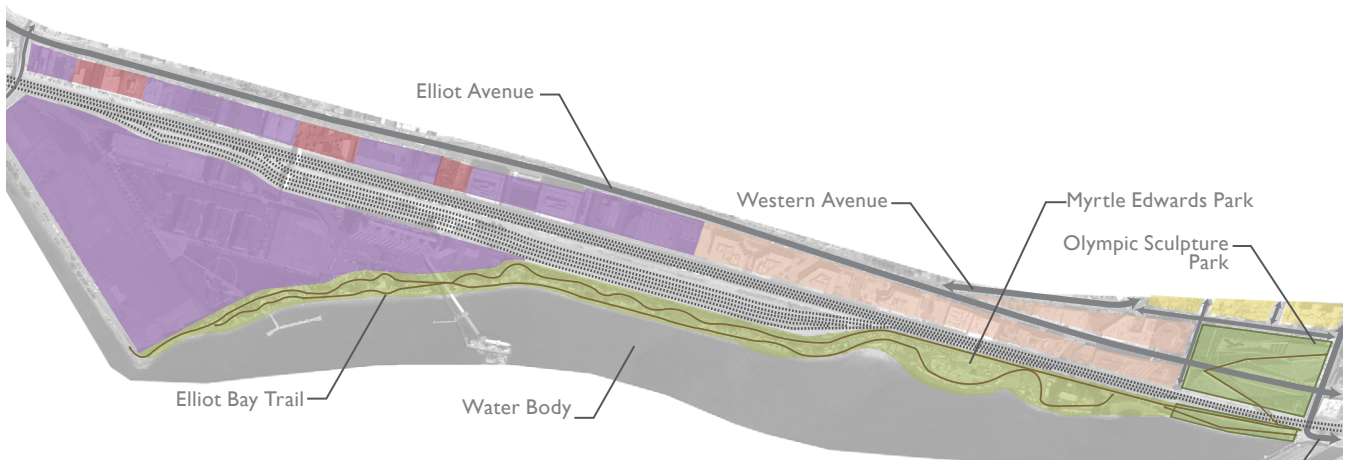 Elliot Avenue
Western Avenue
Myrtle Edwards Park
Olympic Sculpture
Park
Elliot Bay Trail
Water Body